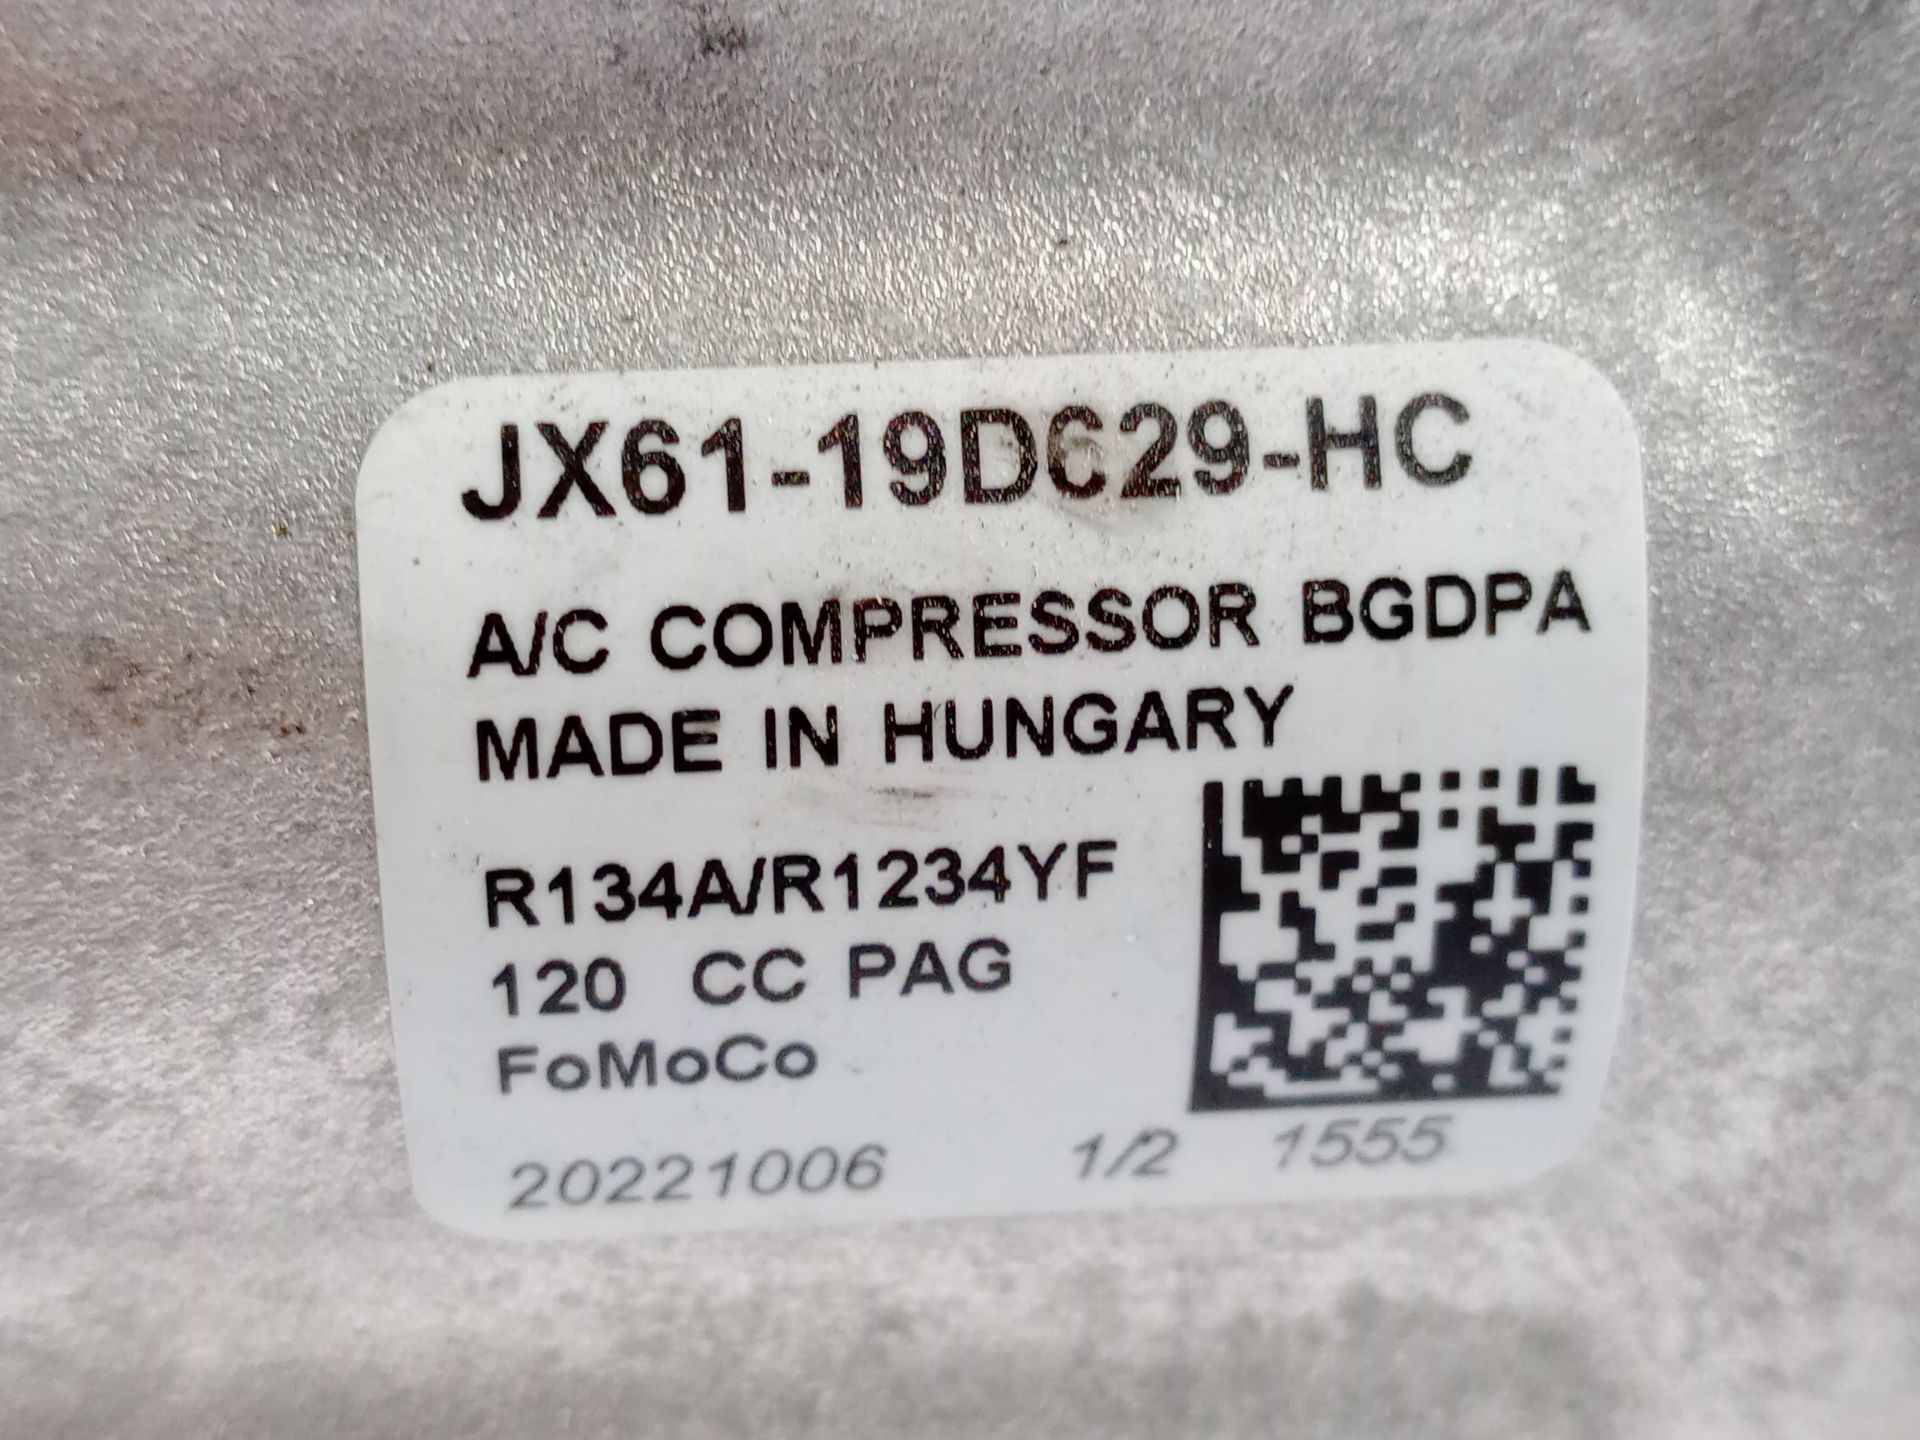 JX61-19D629-HC
A/C COMPRESSOR BGDPA
MADE IN HUNGARY
R134A/R1234YF
120 CC PAG
FoMoCo
20221006 1/2 1555